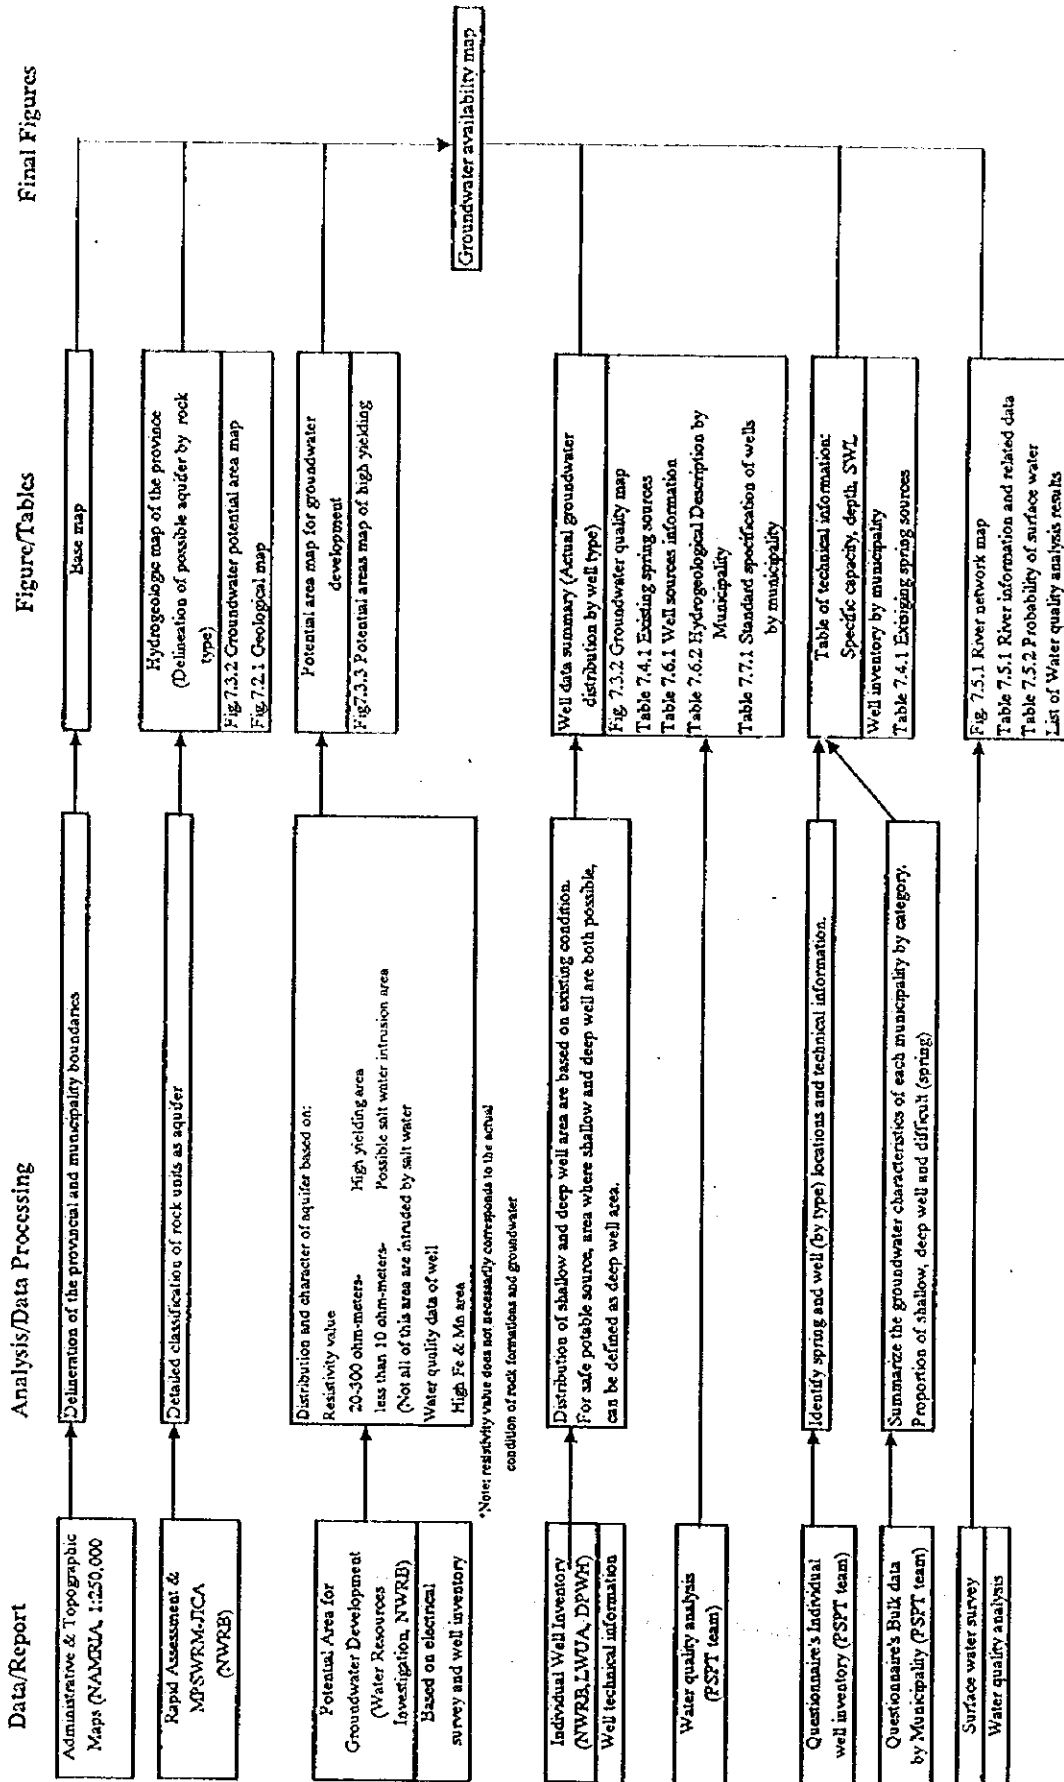 Data/Report
Analysis/Data Processing
Figure/Tables
Final Figures
Administrative & Topographic
Maps (NAMRIA, 1:250,000
Delineration of the provincial and municipality boundaries
Base map
Rapid Assessment &
MPSWRM-JICA
(NWRB)
Detailed classification of rock units as aquifer
Hydrogeologic map of the province
(Delineation of possible aquifer by rock
type)
Fig.7.3.2 Groundwater potential area map
Fig.7.2.1 Geological map
Potential Area for
Groundwater Development
(Water Resources
Investigation, NWRB)
Based on electrical
survey and well inventory
Distribution and character of aquifer based on:
Resistivity value
20-300 ohm-meters- High yielding area
less than 10 ohm-meters- Possible salt water intrusion area
(Not all of this area are intruded by salt water
Water quality data of well
High Fe & Mn area
*Note: resistivity value does not necessarily corresponds to the actual
condition of rock formations and groundwater
Potential area map for groundwater
development
Fig7.3.3 Potential areas map of high yielding
Groundwater availabilty map
Individual Well Inventory
(NWRB, LWUA, DPWH)
Well technical information
Distribution of shallow and deep well area are based on existing condition.
For safe potable source, area where shallow and deep well are both possible,
can be defined as deep well area.
Well data summary (Actual groundwater
distribution by well type)
Fig. 7.3.2 Groundwater quality map
Table 7.4.1 Existing spring sources
Table 7.6.1 Well sources information
Table 7.6.2 Hydrogeological Description by
Municipality
Table 7.7.1 Standard specification of wells
by municipality
Water quality analysis
(PSPT team)
Questionnaire's Individual
well inventory (PSPT team)
Identify spring and well (by type) locations and technical information.
Table of technical information:
Specific capacity, depth, SWL
Well inventory by municipality
Table 7.4.1 Exisiging spring sources
Questionnaire's Bulk data
by Municipality (PSPT team)
Summarize the groundwater characteristics of each municipality by category.
Proportion of shallow, deep well and difficult (spring)
Surface water survey
Water quality analysis
Fig. 7.5.1 River network map
Table 7.5.1 River information and related data
Table 7.5.2 Probability of surface water
List of Water quality analysis results